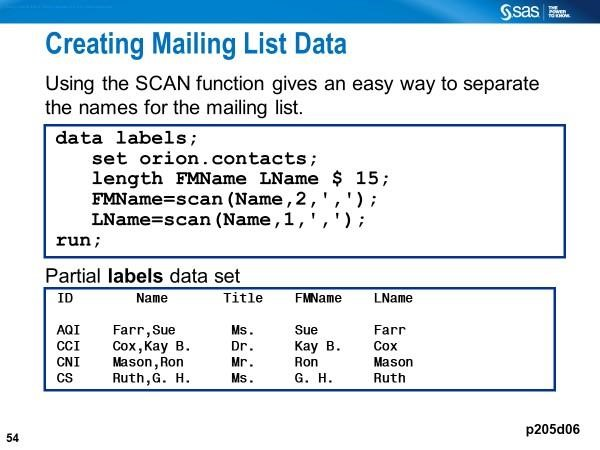 sas THE POWER TO KNOW.
Creating Mailing List Data
Using the SCAN function gives an easy way to separate
the names for the mailing list.
data labels;
set orion.contacts;
length FMName LName $ 15;
FMName=scan(Name,2,',');
LName=scan(Name,1,',');
run;
Partial labels data set
ID Name Title FMName LName
AQI Farr,Sue Ms. Sue Farr
CCI Cox,Kay B. Dr. Kay B. Cox
CNI Mason,Ron Mr. Ron Mason
CS Ruth,G. H. Ms. G. H. Ruth
54
p205d06